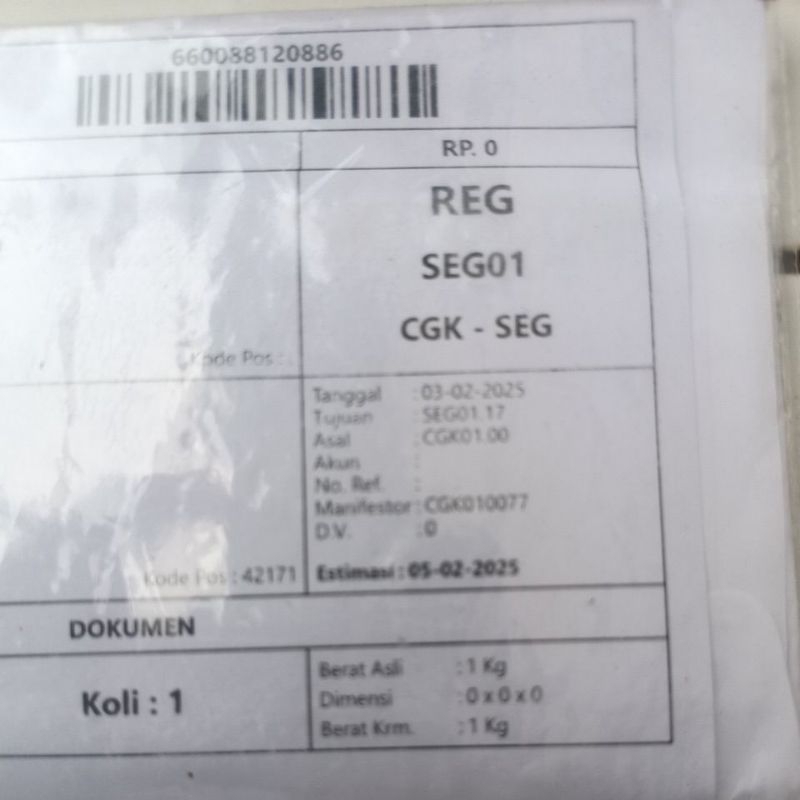 660088120886
RP. 0
REG
SEG01
CGK - SEG
Kode Pos : .
Tanggal : 03-02-2025
Tujuan : SEG01.17
Asal : CGK01.00
Akun :
No. Ref. :
Manifestor : CGK010077
D.V. : 0
Kode Pos : 42171
Estimasi : 05-02-2025
DOKUMEN
Koli : 1
Berat Asli : 1 Kg
Dimensi : 0 x 0 x 0
Berat Krm. : 1 Kg